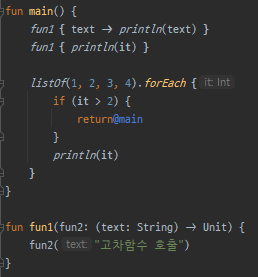 fun main() {
    fun1 { text -> println(text) }
    fun1 { println(it) }
    listOf(1, 2, 3, 4).forEach { it: Int
        if (it > 2) {
            return@main
        }
        println(it)
    }
}
fun fun1(fun2: (text: String) -> Unit) {
    fun2( text: "고차함수 호출")
}